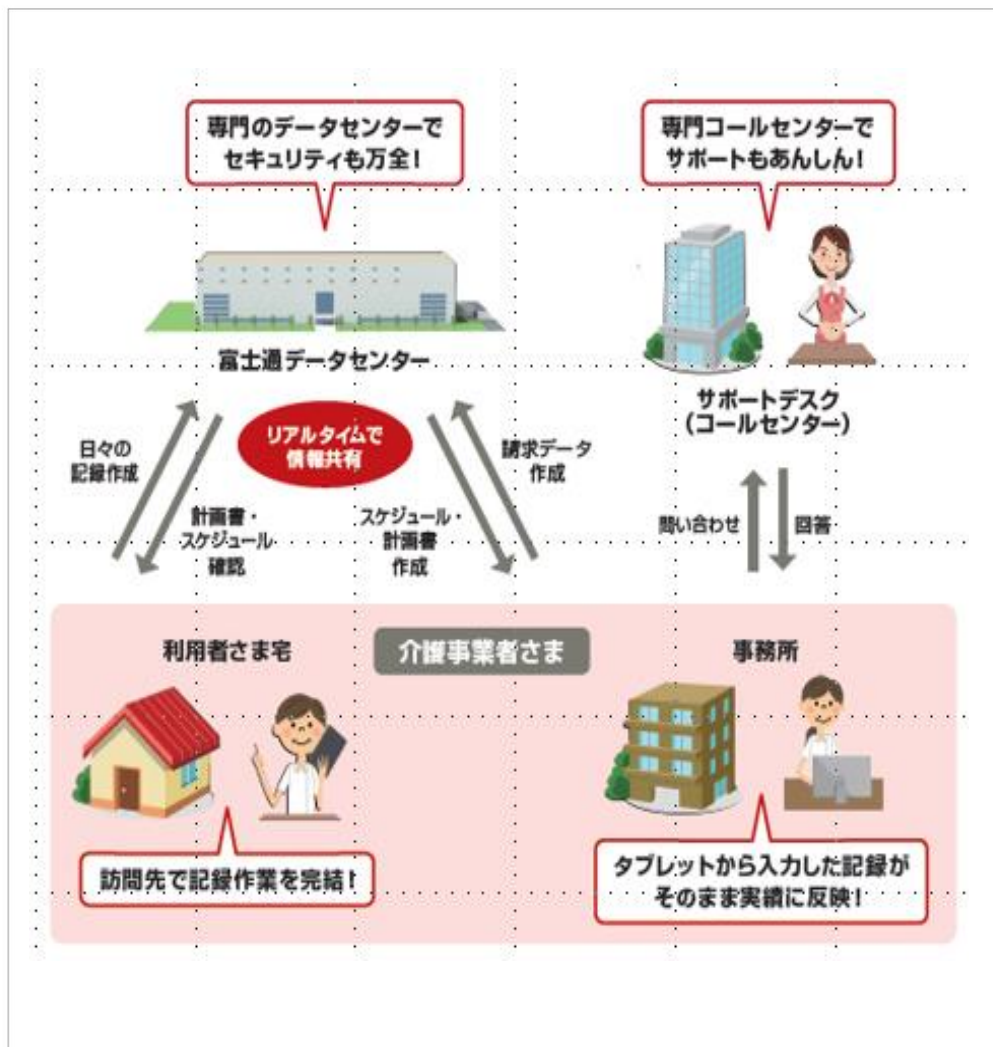 専門のデータセンターで
セキュリティも万全!
専門コールセンターで
サポートもあんしん!
富士通データセンター
サポートデスク
(コールセンター)
日々の
記録作成
リアルタイムで
情報共有
請求データ
作成
計画書・
スケジュール
確認
スケジュール・
計画書
作成
問い合わせ
回答
利用者さま宅
介護事業者さま
事務所
訪問先で記録作業を完結!
タブレットから入力した記録が
そのまま実績に反映!